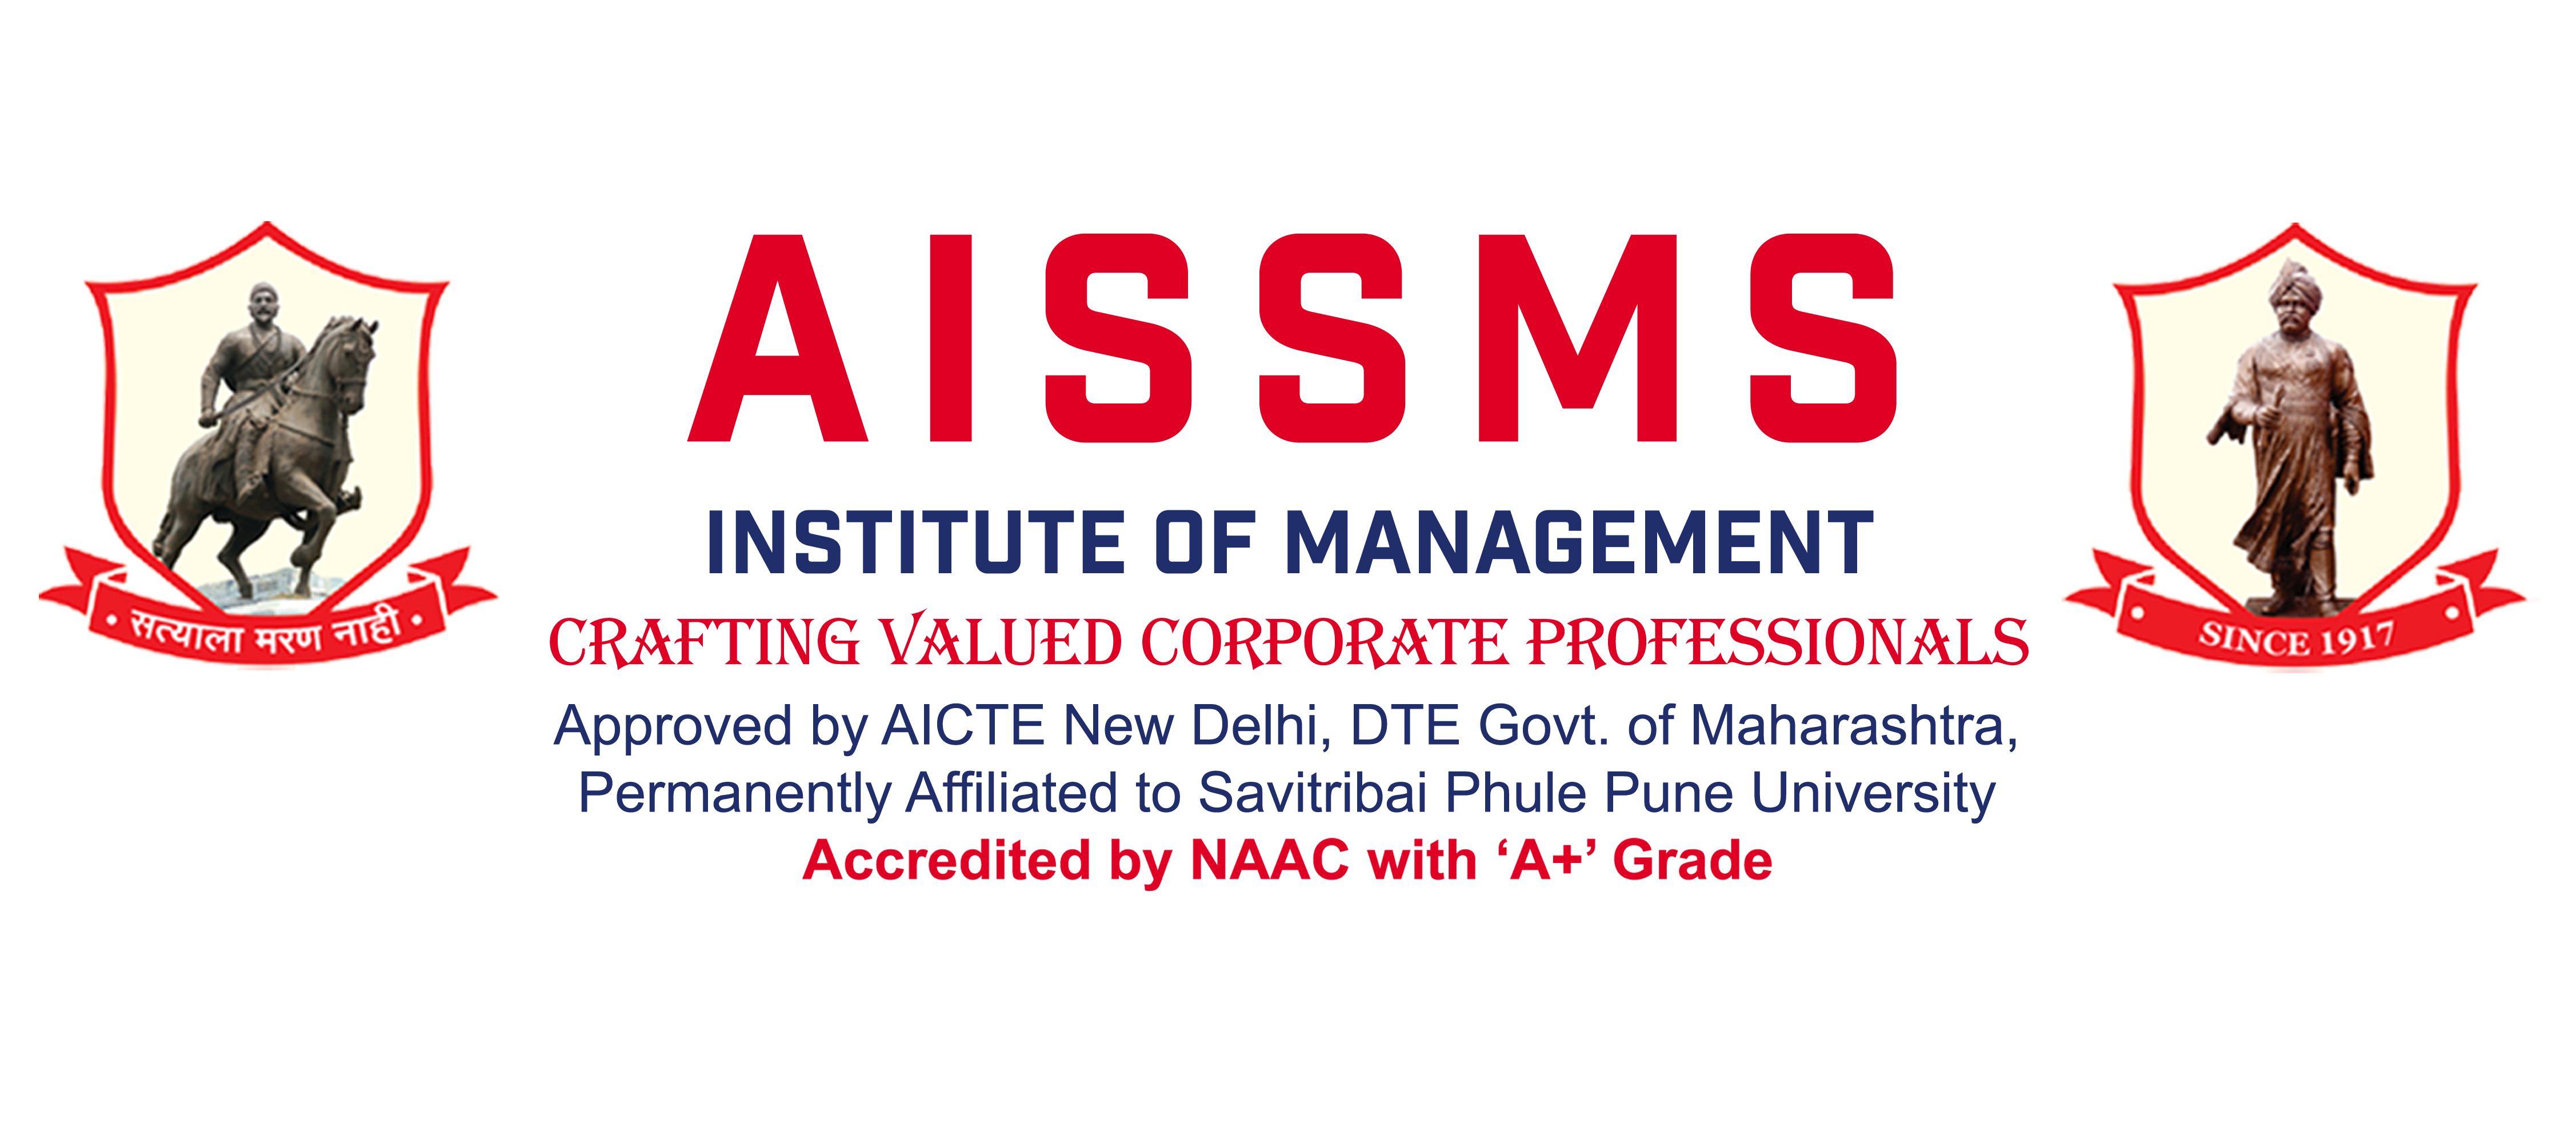 AISSMS
INSTITUTE OF MANAGEMENT
CRAFTING VALUED CORPORATE PROFESSIONALS
Approved by AICTE New Delhi, DTE Govt. of Maharashtra,
Permanently Affiliated to Savitribai Phule Pune University
Accredited by NAAC with ‘A+’ Grade
• सत्याला मरण नाही •
• SINCE 1917 •